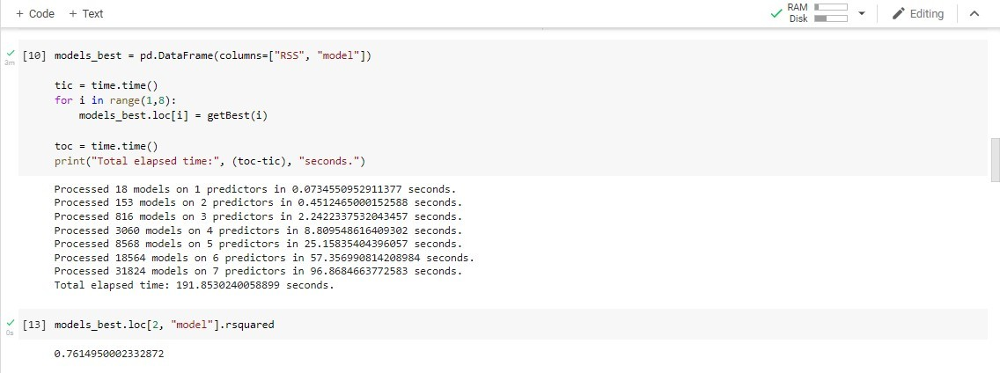 + Code + Text
RAM
Disk
Editing
[10] models_best = pd.DataFrame(columns=["RSS", "model"])
3m
tic = time.time()
for i in range(1,8):
    models_best.loc[i] = getBest(i)
toc = time.time()
print("Total elapsed time:", (toc-tic), "seconds.")
Processed 18 models on 1 predictors in 0.0734550952911377 seconds.
Processed 153 models on 2 predictors in 0.4512465000152588 seconds.
Processed 816 models on 3 predictors in 2.2422337532043457 seconds.
Processed 3060 models on 4 predictors in 8.809548616409302 seconds.
Processed 8568 models on 5 predictors in 25.15835404396057 seconds.
Processed 18564 models on 6 predictors in 57.356990814208984 seconds.
Processed 31824 models on 7 predictors in 96.8684663772583 seconds.
Total elapsed time: 191.8530240058899 seconds.
[13] models_best.loc[2, "model"].rsquared
0s
0.7614950002332872